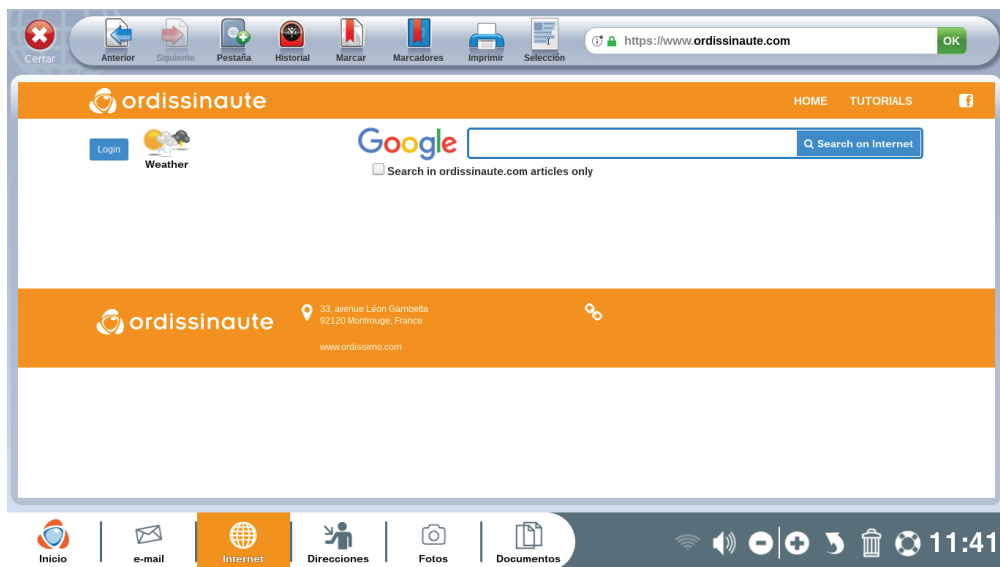 Cerrar
Anterior
Siguiente
Pestaña
Historial
Marcar
Marcadores
Imprimir
Selección
https://www.ordissinaute.com
OK
ordissinaute
HOME
TUTORIALS
Login
Weather
Google
Search on Internet
Search in ordissinaute.com articles only
ordissinaute
33, avenue Léon Gambetta
92120 Montrouge, France
www.ordissimo.com
Inicio
e-mail
Internet
Direcciones
Fotos
Documentos
11:41